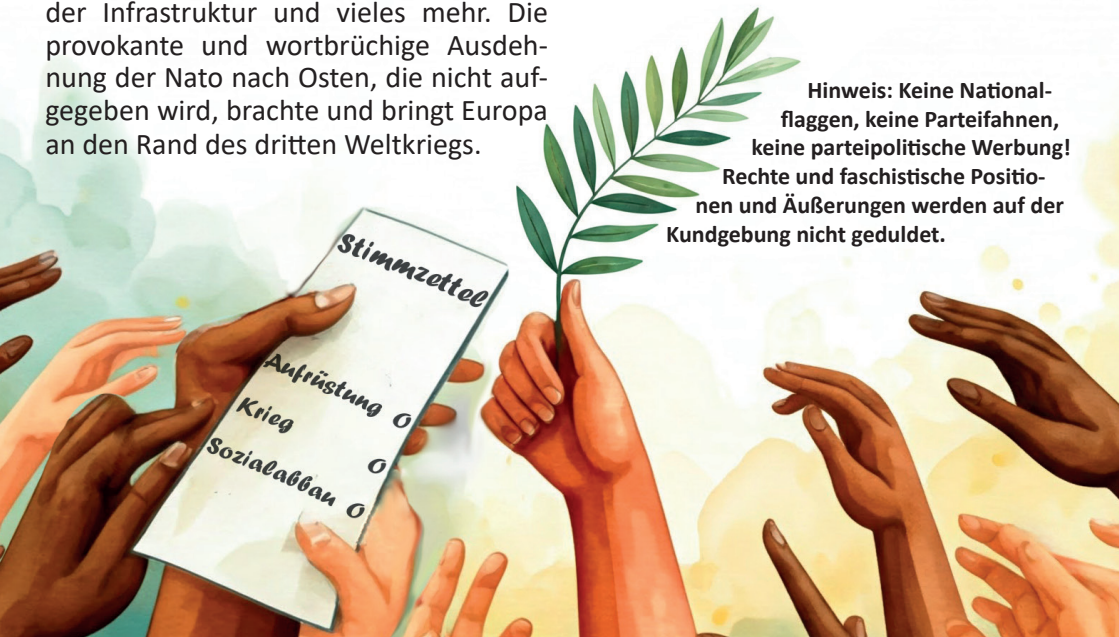 der Infrastruktur und vieles mehr. Die
provokante und wortbrüchige Ausdeh-
nung der Nato nach Osten, die nicht auf-
gegeben wird, brachte und bringt Europa
an den Rand des dritten Weltkriegs.
Hinweis: Keine National-
flaggen, keine Parteifahnen,
keine parteipolitische Werbung!
Rechte und faschistische Positio-
nen und Äußerungen werden auf der
Kundgebung nicht geduldet.
Stimmzettel
Aufrüstung O
Krieg O
Sozialabbau O